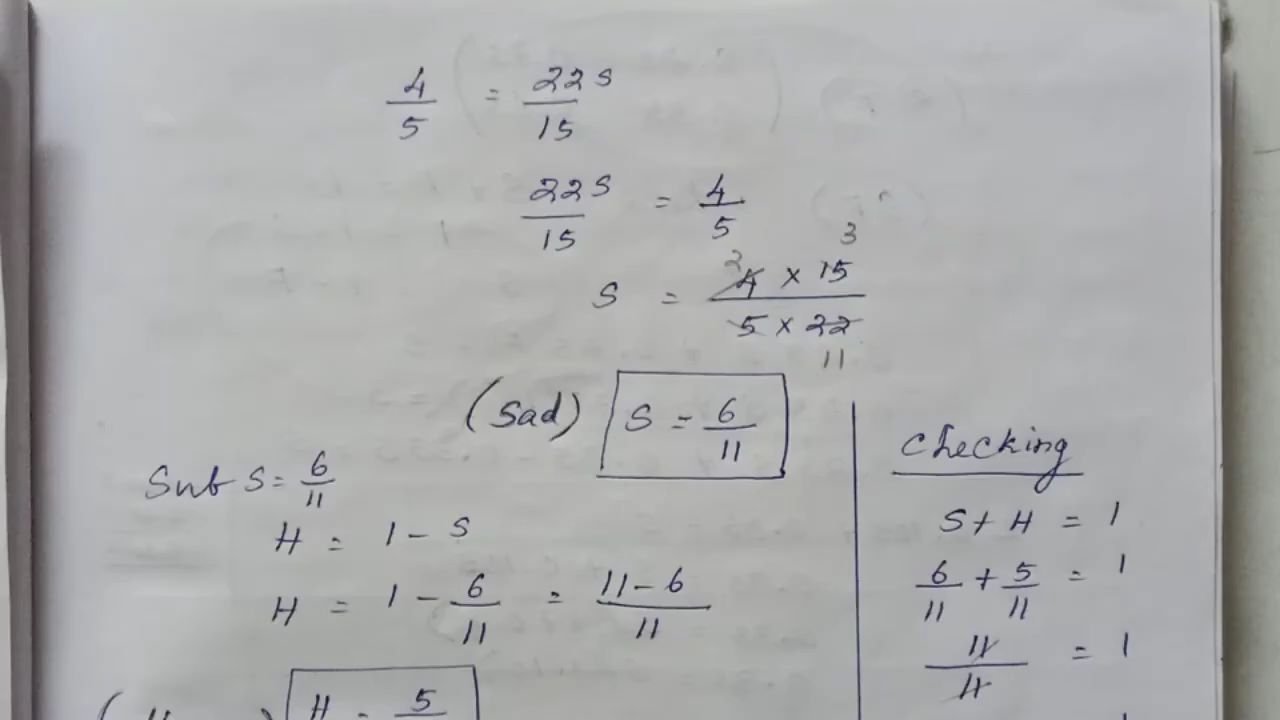 4/5 = 22S/15
22S/15 = 4/5
S = 4 2 × 15 3 / 5 × 22 11
(Sad) S = 6/11
Sub S = 6/11
H = 1 - S
H = 1 - 6/11 = 11 - 6/11
H = 5
Checking
S + H = 1
6/11 + 5/11 = 1
11/11 = 1